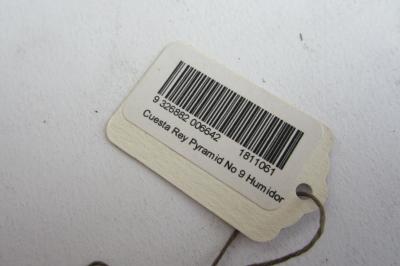 9 326882 006642 1811061
Cuesta Rey Pyramid No 9 Humidor